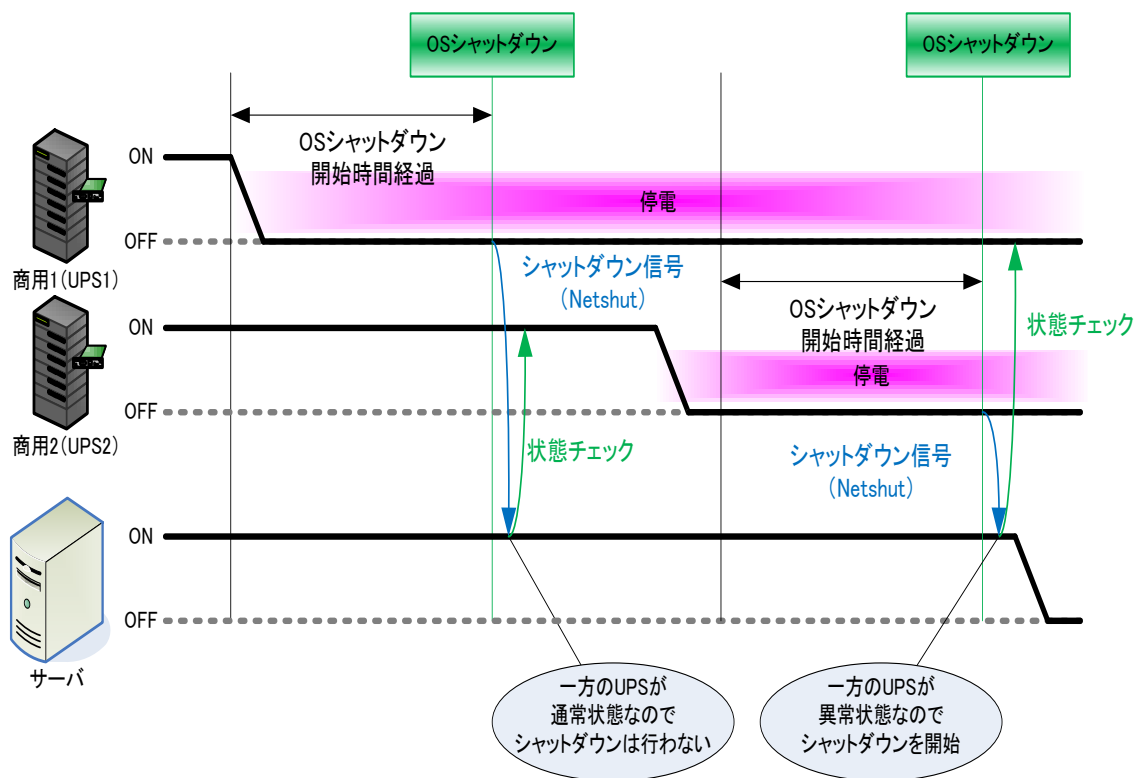 OSシャットダウン
OSシャットダウン
OSシャットダウン
開始時間経過
ON
停電
OFF
商用1(UPS1)
シャットダウン信号
(Netshut)
OSシャットダウン
開始時間経過
状態チェック
ON
停電
OFF
商用2(UPS2)
状態チェック
シャットダウン信号
(Netshut)
ON
OFF
サーバ
一方のUPSが
通常状態なので
シャットダウンは行わない
一方のUPSが
異常状態なので
シャットダウンを開始